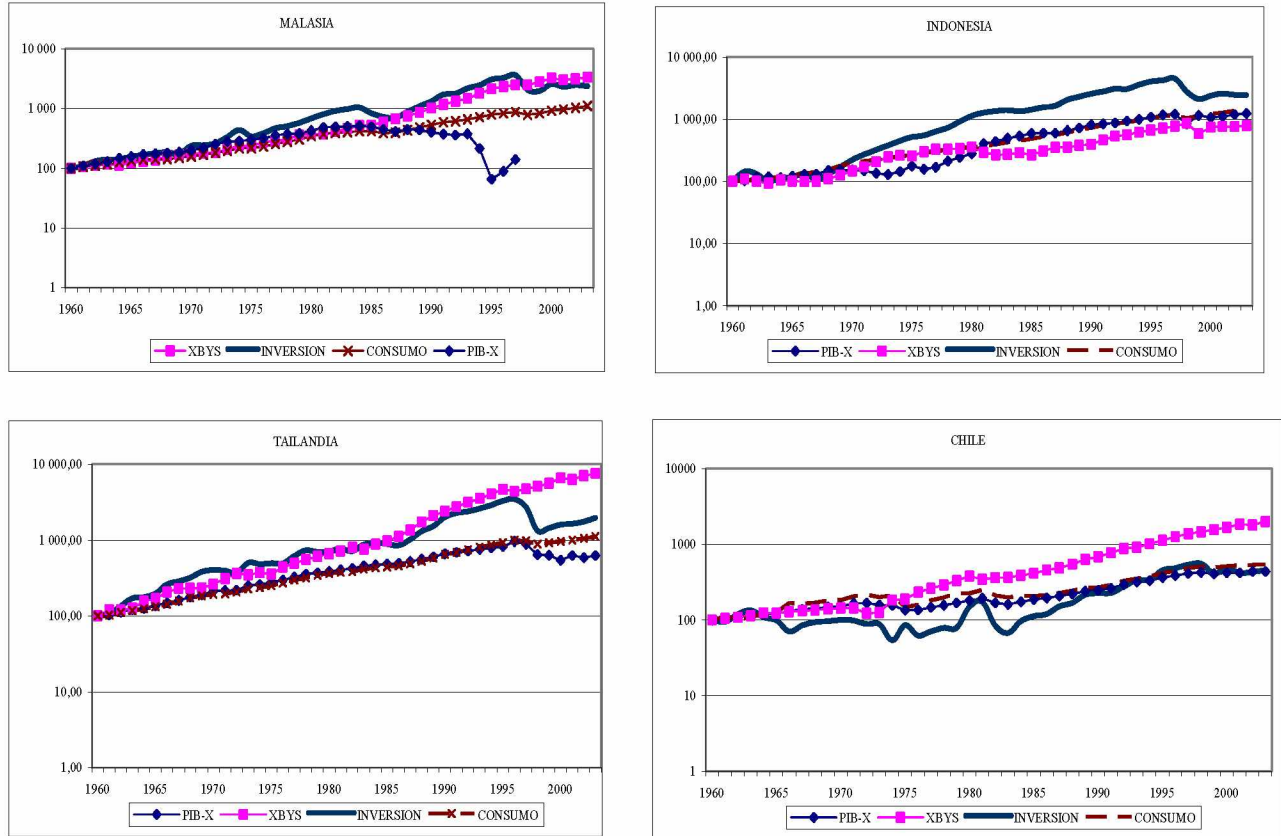 MALASIA
10 000
1 000
100
10
1
1960 1965 1970 1975 1980 1985 1990 1995 2000
XBYS INVERSION CONSUMO PIB-X
INDONESIA
10 000,00
1 000,00
100,00
10,00
1,00
1960 1965 1970 1975 1980 1985 1990 1995 2000
PIB-X XBYS INVERSION CONSUMO
TAILANDIA
10 000,00
1 000,00
100,00
10,00
1,00
1960 1965 1970 1975 1980 1985 1990 1995 2000
PIB-X XBYS INVERSION CONSUMO
CHILE
10000
1000
100
10
1
1960 1965 1970 1975 1980 1985 1990 1995 2000
PIB-X XBYS INVERSION CONSUMO